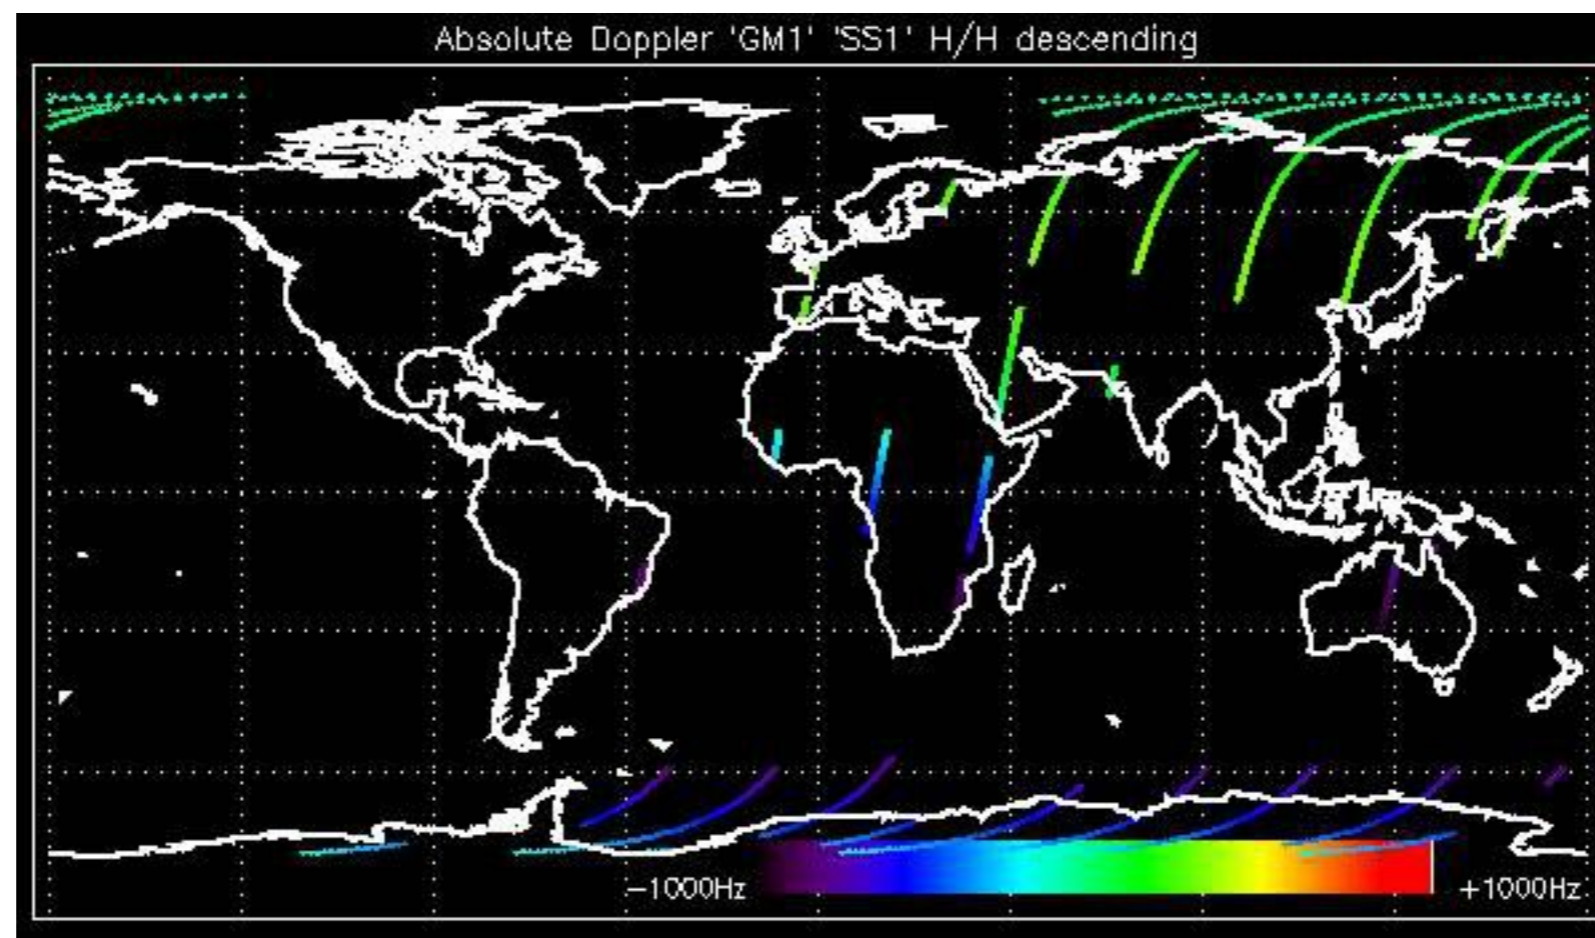 Absolute Doppler 'GM1' 'SS1' H/H descending
−1000Hz
+1000Hz